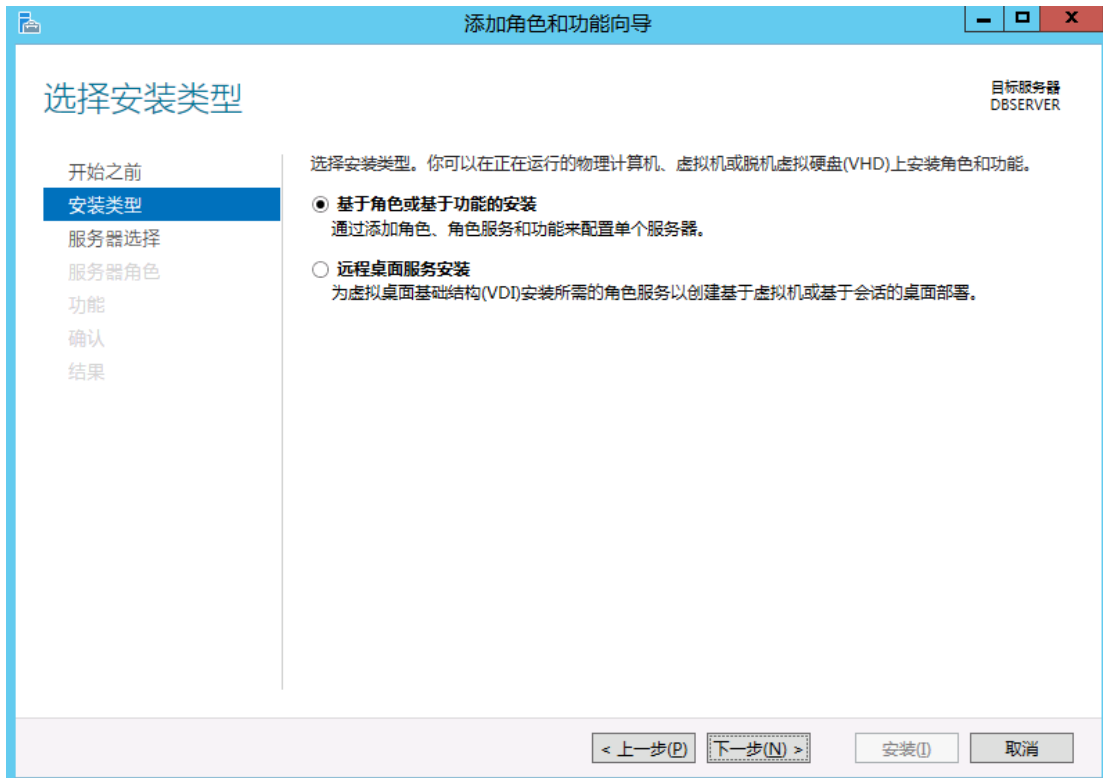 添加角色和功能向导
选择安装类型
目标服务器
DBSERVER
开始之前
安装类型
服务器选择
服务器角色
功能
确认
结果
选择安装类型。你可以在正在运行的物理计算机、虚拟机或脱机虚拟硬盘(VHD)上安装角色和功能。
基于角色或基于功能的安装
通过添加角色、角色服务和功能来配置单个服务器。
远程桌面服务安装
为虚拟桌面基础结构(VDI)安装所需的角色服务以创建基于虚拟机或基于会话的桌面部署。
< 上一步(P)
下一步(N) >
安装(I)
取消